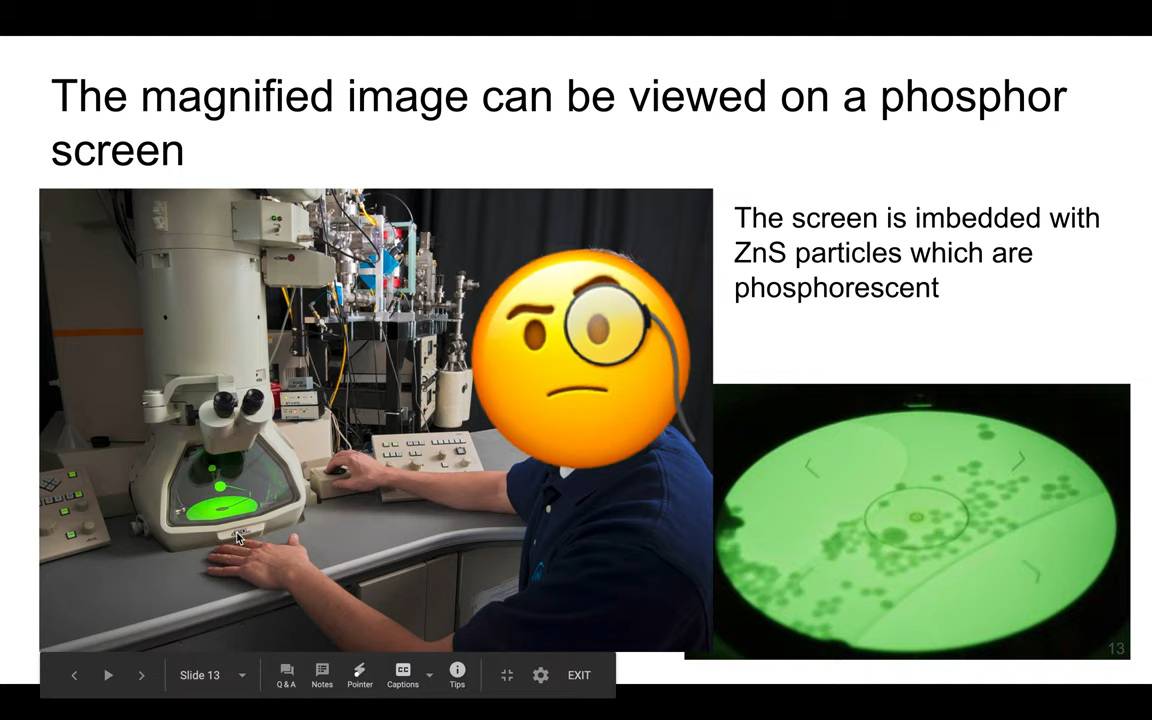 The magnified image can be viewed on a phosphor
screen
The screen is imbedded with
ZnS particles which are
phosphorescent
13
Slide 13
Q & A
Notes
Pointer
CC
Captions
Tips
EXIT